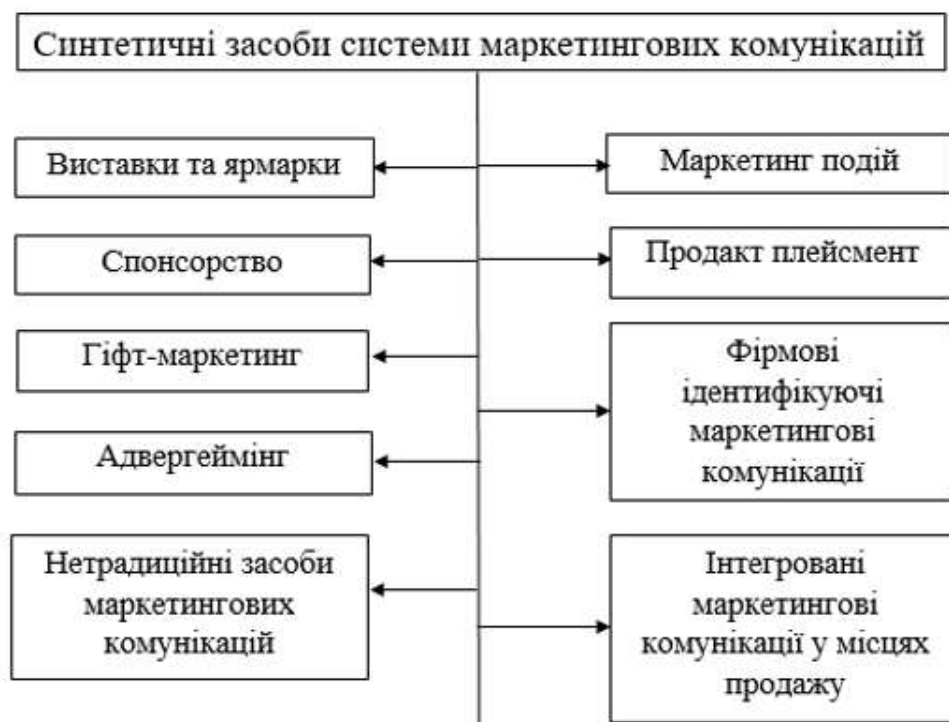 Синтетичні засоби системи маркетингових комунікацій
Виставки та ярмарки
Маркетинг подій
Спонсорство
Продакт плейсмент
Гіфт-маркетинг
Фірмові
ідентифікуючі
маркетингові
комунікації
Адвергеймінг
Нетрадиційні засоби
маркетингових
комунікацій
Інтегровані
маркетингові
комунікації у місцях
продажу